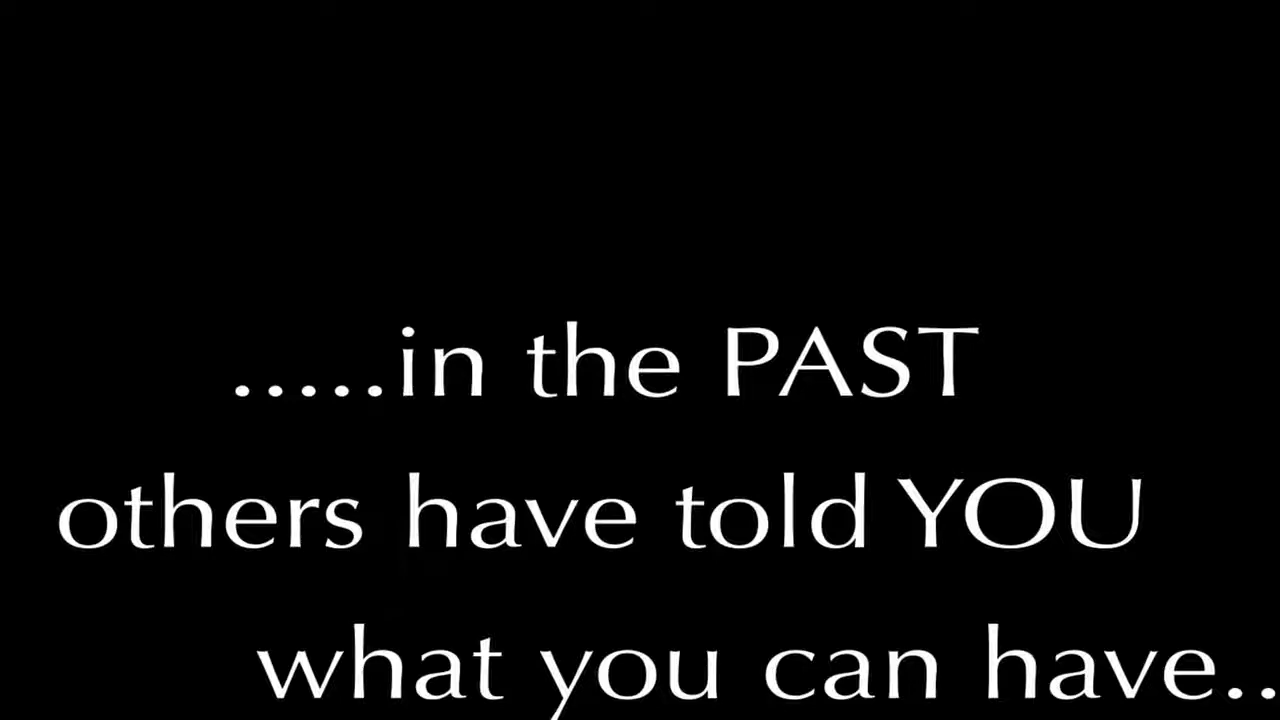 .....in the PAST
others have told YOU
what you can have..